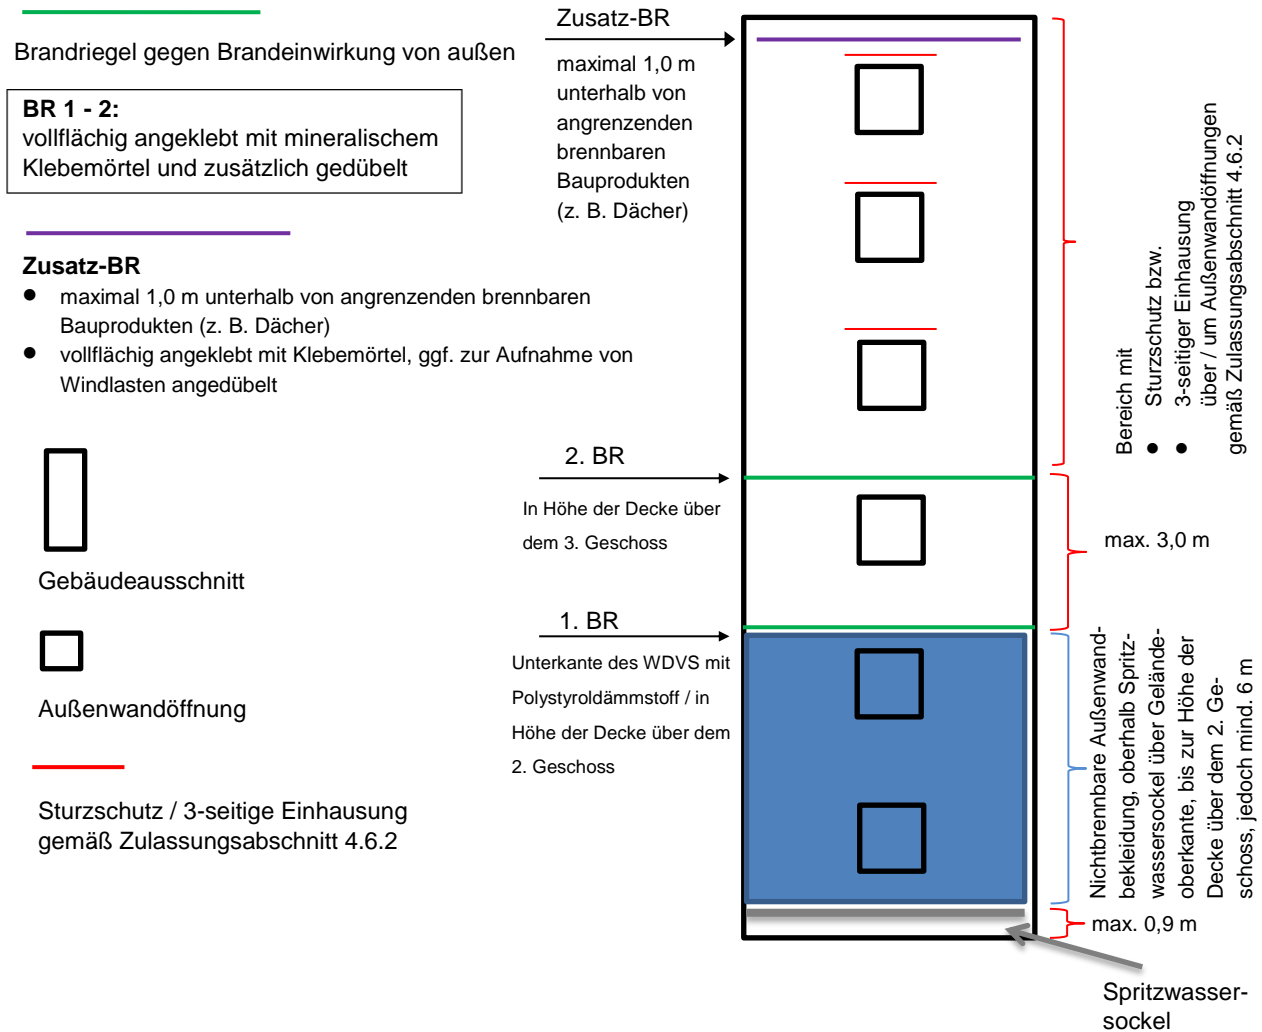 Brandriegel gegen Brandeinwirkung von außen
BR 1 - 2:
vollflächig angeklebt mit mineralischem
Klebemörtel und zusätzlich gedübelt
Zusatz-BR
● maximal 1,0 m unterhalb von angrenzenden brennbaren
Bauprodukten (z. B. Dächer)
● vollflächig angeklebt mit Klebemörtel, ggf. zur Aufnahme von
Windlasten angedübelt
Gebäudeausschnitt
Außenwandöffnung
Sturzschutz / 3-seitige Einhausung
gemäß Zulassungsabschnitt 4.6.2
Zusatz-BR
maximal 1,0 m
unterhalb von
angrenzenden
brennbaren
Bauprodukten
(z. B. Dächer)
2. BR
In Höhe der Decke über
dem 3. Geschoss
1. BR
Unterkante des WDVS mit
Polystyroldämmstoff / in
Höhe der Decke über dem
2. Geschoss
Bereich mit
● Sturzschutz bzw.
● 3-seitiger Einhausung
über / um Außenwandöffnungen
gemäß Zulassungsabschnitt 4.6.2
max. 3,0 m
Nichtbrennbare Außenwand-
bekleidung, oberhalb Spritz-
wassersockel über Gelände-
oberkante, bis zur Höhe der
Decke über dem 2. Ge-
schoss, jedoch mind. 6 m
max. 0,9 m
Spritzwasser-
sockel